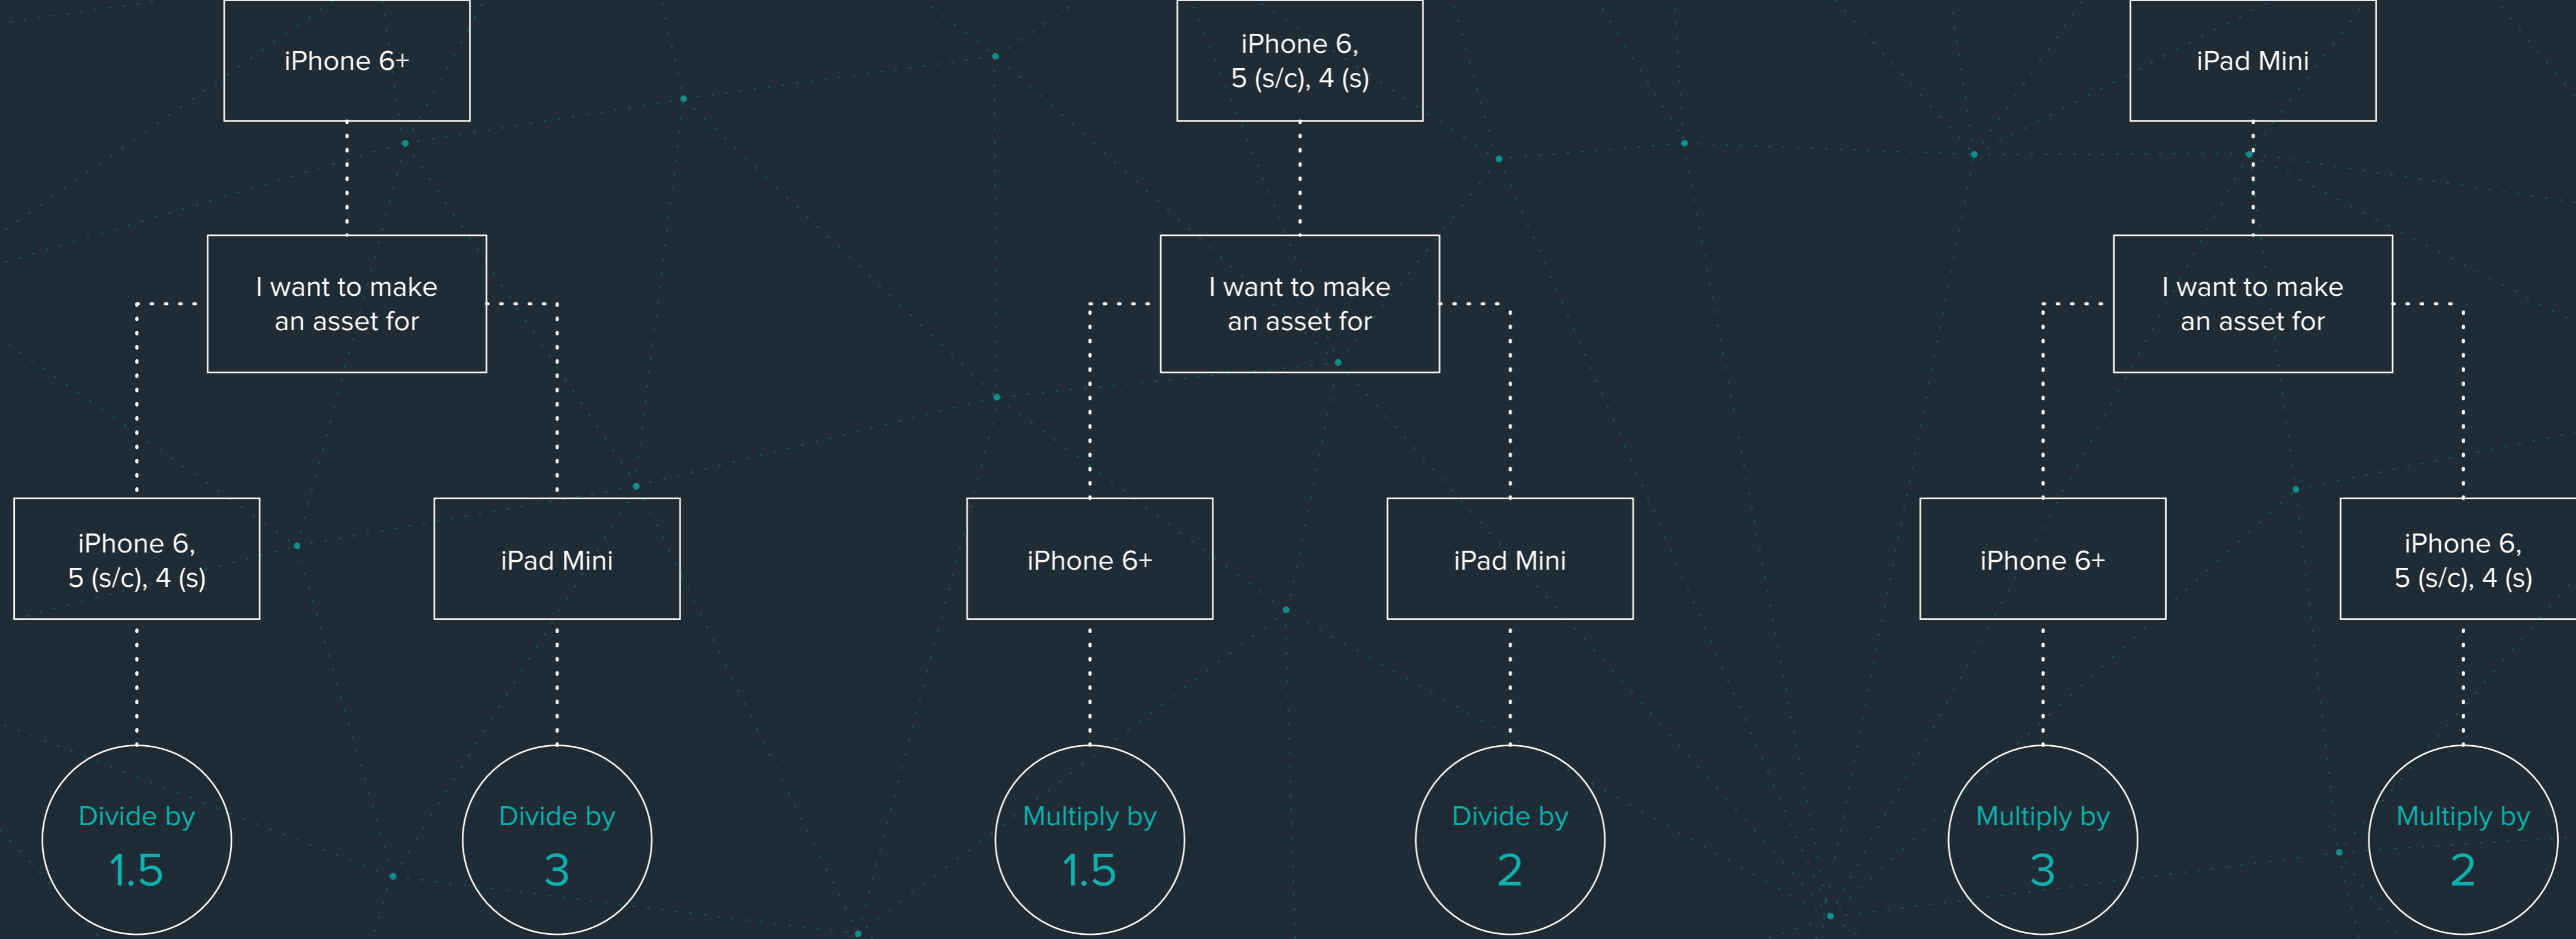 iPhone 6+
iPhone 6,
5 (s/c), 4 (s)
iPad Mini
I want to make
an asset for
I want to make
an asset for
I want to make
an asset for
iPhone 6,
5 (s/c), 4 (s)
iPad Mini
iPhone 6+
iPad Mini
iPhone 6+
iPhone 6,
5 (s/c), 4 (s)
Divide by
1.5
Divide by
3
Multiply by
1.5
Divide by
2
Multiply by
3
Multiply by
2